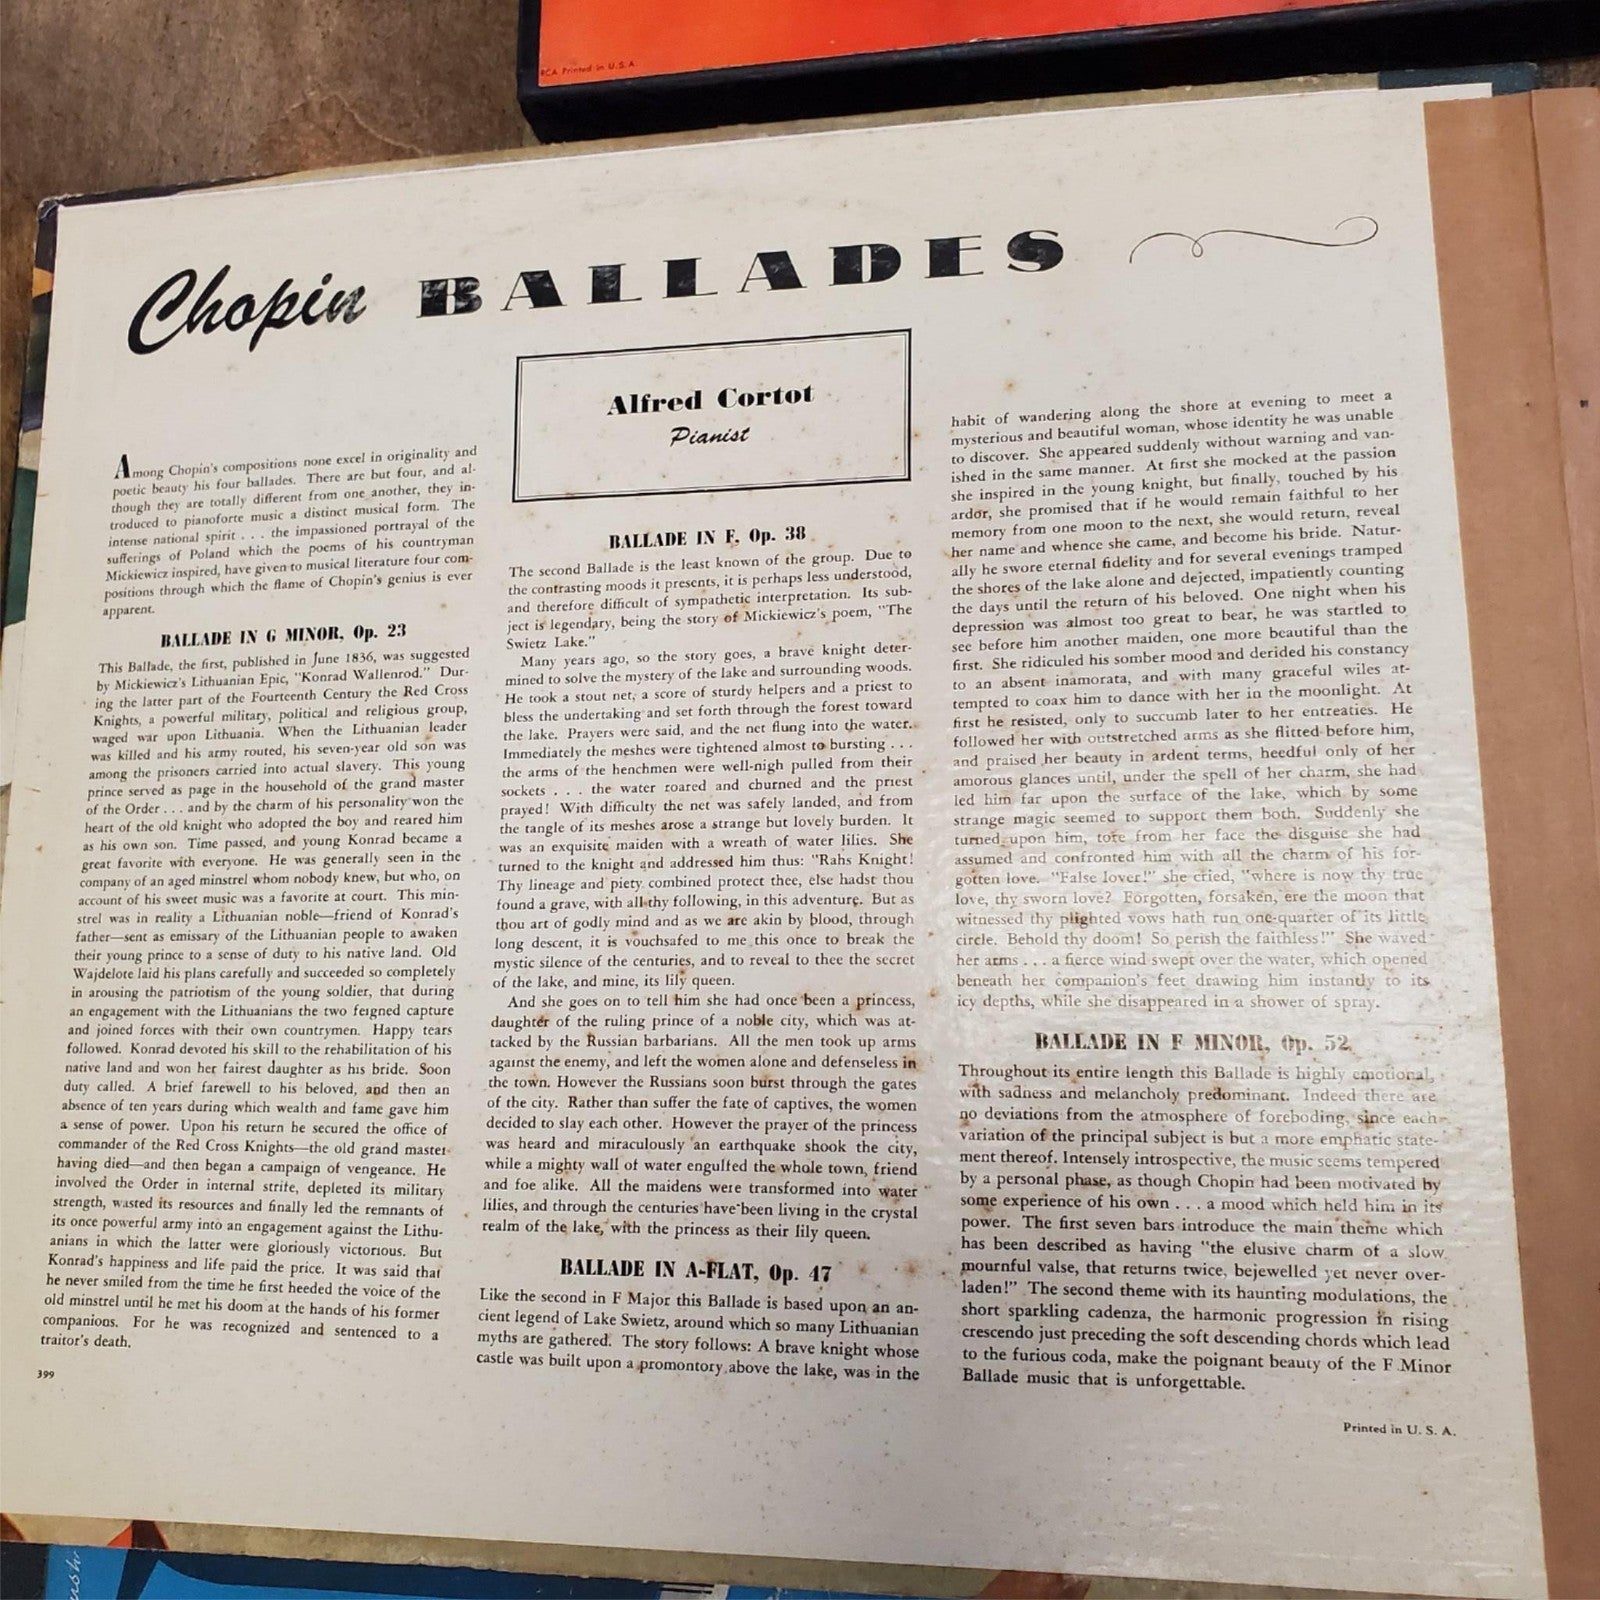 RCA Printed in U.S.A.
Chopin BALLADES
Alfred Cortot
Pianist
Among Chopin's compositions none excel in originality and
poetic beauty his four ballades. There are but four, and al-
though they are totally different from one another, they in-
troduced to pianoforte music a distinct musical form. The
intense national spirit . . . the impassioned portrayal of the
sufferings of Poland which the poems of his countryman
Mickiewicz inspired, have given to musical literature four com-
positions through which the flame of Chopin's genius is ever
apparent.
BALLADE IN G MINOR, Op. 23
This Ballade, the first, published in June 1836, was suggested
by Mickiewicz's Lithuanian Epic, "Konrad Wallenrod." Dur-
ing the latter part of the Fourteenth Century the Red Cross
Knights, a powerful military, political and religious group,
waged war upon Lithuania. When the Lithuanian leader
was killed and his army routed, his seven-year old son was
among the prisoners carried into actual slavery. This young
prince served as page in the household of the grand master
of the Order . . . and by the charm of his personality won the
heart of the old knight who adopted the boy and reared him
as his own son. Time passed, and young Konrad became a
great favorite with everyone. He was generally seen in the
company of an aged minstrel whom nobody knew, but who, on
account of his sweet music was a favorite at court. This min-
strel was in reality a Lithuanian noble—friend of Konrad's
father—sent as emissary of the Lithuanian people to awaken
their young prince to a sense of duty to his native land. Old
Wajdelote laid his plans carefully and succeeded so completely
in arousing the patriotism of the young soldier, that during
an engagement with the Lithuanians the two feigned capture
and joined forces with their own countrymen. Happy tears
followed. Konrad devoted his skill to the rehabilitation of his
native land and won her fairest daughter as his bride. Soon
duty called. A brief farewell to his beloved, and then an
absence of ten years during which wealth and fame gave him
a sense of power. Upon his return he secured the office of
commander of the Red Cross Knights—the old grand master
having died—and then began a campaign of vengeance. He
involved the Order in internal strife, depleted its military
strength, wasted its resources and finally led the remnants of
its once powerful army into an engagement against the Lithu-
anians in which the latter were gloriously victorious. But
Konrad's happiness and life paid the price. It was said that
he never smiled from the time he first heeded the voice of the
old minstrel until he met his doom at the hands of his former
companions. For he was recognized and sentenced to a
traitor's death.
399
BALLADE IN F, Op. 38
The second Ballade is the least known of the group. Due to
the contrasting moods it presents, it is perhaps less understood,
and therefore difficult of sympathetic interpretation. Its sub-
ject is legendary, being the story of Mickiewicz's poem, "The
Swietz Lake."
Many years ago, so the story goes, a brave knight deter-
mined to solve the mystery of the lake and surrounding woods.
He took a stout net, a score of sturdy helpers and a priest to
bless the undertaking and set forth through the forest toward
the lake. Prayers were said, and the net flung into the water.
Immediately the meshes were tightened almost to bursting . . .
the arms of the henchmen were well-nigh pulled from their
sockets . . . the water roared and churned and the priest
prayed! With difficulty the net was safely landed, and from
the tangle of its meshes arose a strange but lovely burden. It
was an exquisite maiden with a wreath of water lilies. She
turned to the knight and addressed him thus: "Rahs Knight!
Thy lineage and piety combined protect thee, else hadst thou
found a grave, with all thy following, in this adventure. But as
thou art of godly mind and as we are akin by blood, through
long descent, it is vouchsafed to me this once to break the
mystic silence of the centuries, and to reveal to thee the secret
of the lake, and mine, its lily queen.
And she goes on to tell him she had once been a princess,
daughter of the ruling prince of a noble city, which was at-
tacked by the Russian barbarians. All the men took up arms
against the enemy, and left the women alone and defenseless in
the town. However the Russians soon burst through the gates
of the city. Rather than suffer the fate of captives, the women
decided to slay each other. However the prayer of the princess
was heard and miraculously an earthquake shook the city,
while a mighty wall of water engulfed the whole town, friend
and foe alike. All the maidens were transformed into water
lilies, and through the centuries have been living in the crystal
realm of the lake, with the princess as their lily queen.
BALLADE IN A-FLAT, Op. 47
Like the second in F Major this Ballade is based upon an an-
cient legend of Lake Swietz, around which so many Lithuanian
myths are gathered. The story follows: A brave knight whose
castle was built upon a promontory above the lake, was in the
habit of wandering along the shore at evening to meet a
mysterious and beautiful woman, whose identity he was unable
to discover. She appeared suddenly without warning and van-
ished in the same manner. At first she mocked at the passion
she inspired in the young knight, but finally, touched by his
ardor, she promised that if he would remain faithful to her
memory from one moon to the next, she would return, reveal
her name and whence she came, and become his bride. Natur-
ally he swore eternal fidelity and for several evenings tramped
the shores of the lake alone and dejected, impatiently counting
the days until the return of his beloved. One night when his
depression was almost too great to bear, he was startled to
see before him another maiden, one more beautiful than the
first. She ridiculed his somber mood and derided his constancy
to an absent inamorata, and with many graceful wiles at-
tempted to coax him to dance with her in the moonlight. At
first he resisted, only to succumb later to her entreaties. He
followed her with outstretched arms as she flitted before him,
and praised her beauty in ardent terms, heedful only of her
amorous glances until, under the spell of her charm, she had
led him far upon the surface of the lake, which by some
strange magic seemed to support them both. Suddenly she
turned upon him, tore from her face the disguise she had
assumed and confronted him with all the charm of his for-
gotten love. "False lover!" she cried, "where is now thy true
love, thy sworn love? Forgotten, forsaken, ere the moon that
witnessed thy plighted vows hath run one-quarter of its little
circle. Behold thy doom! So perish the faithless!" She waved
her arms . . . a fierce wind swept over the water, which opened
beneath her companion's feet drawing him instantly to its
icy depths, while she disappeared in a shower of spray.
BALLADE IN F MINOR, Op. 52
Throughout its entire length this Ballade is highly emotional,
with sadness and melancholy predominant. Indeed there are
no deviations from the atmosphere of foreboding, since each
variation of the principal subject is but a more emphatic state-
ment thereof. Intensely introspective, the music seems tempered
by a personal phase, as though Chopin had been motivated by
some experience of his own . . . a mood which held him in its
power. The first seven bars introduce the main theme which
has been described as having "the elusive charm of a slow
mournful valse, that returns twice, bejewelled yet never over-
laden!" The second theme with its haunting modulations, the
short sparkling cadenza, the harmonic progression in rising
crescendo just preceding the soft descending chords which lead
to the furious coda, make the poignant beauty of the F Minor
Ballade music that is unforgettable.
Printed in U. S. A.